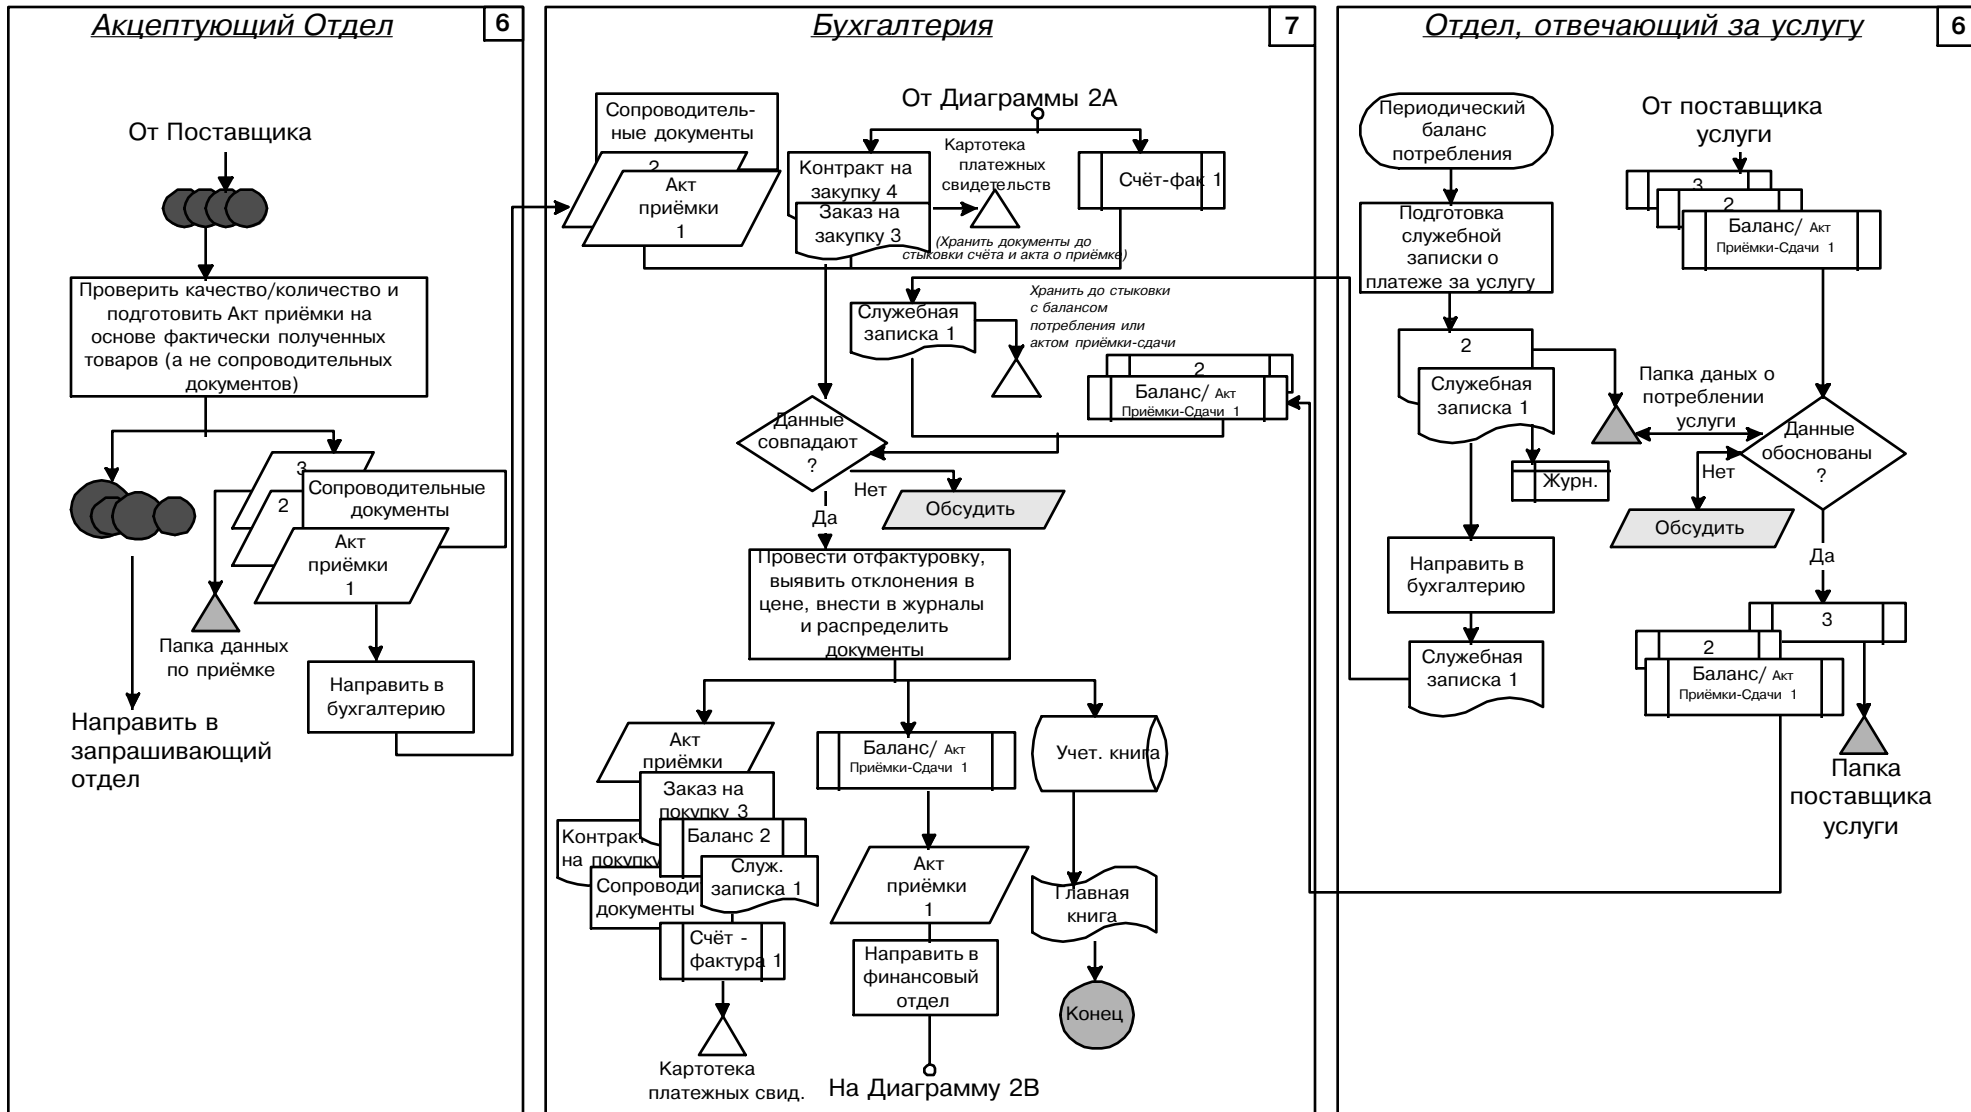 Акцептующий Отдел
6
От Поставщика
Проверить качество/количество и
подготовить Акт приёмки на
основе фактически полученных
товаров (а не сопроводительных
документов)
3
2
Сопроводительные
документы
Акт
приёмки
1
Папка данных
по приёмке
Направить в
бухгалтерию
Направить в
запрашивающий
отдел
Бухгалтерия
7
От Диаграммы 2А
Сопроводитель-
ные документы
2
Акт
приёмки
1
Контракт на
закупку 4
Заказ на
закупку 3
Картотека
платежных
свидетельств
Счёт-фак 1
(Хранить документы до
стыковки счёта и акта о приёмке)
Служебная
записка 1
Хранить до стыковки
с балансом
потребления или
актом приёмки-сдачи
2
Баланс/ Акт
Приёмки-Сдачи 1
Данные
совпадают
?
Нет
Обсудить
Да
Провести отфактуровку,
выявить отклонения в
цене, внести в журналы
и распределить
документы
Акт
приёмки
Заказ на
покупку 3
Контракт
на покупку
Баланс 2
Служ.
записка 1
Сопроводи
документы
Счёт -
фактура 1
Картотека
платежных свид.
Баланс/ Акт
Приёмки-Сдачи 1
Акт
приёмки
1
Направить в
финансовый
отдел
На Диаграмму 2В
Учет. книга
Главная
книга
Конец
Отдел, отвечающий за услугу
6
Периодический
баланс
потребления
Подготовка
служебной
записки о
платеже за услугу
2
Служебная
записка 1
Журн.
Направить в
бухгалтерию
Служебная
записка 1
От поставщика
услуги
3
2
Баланс/ Акт
Приёмки-Сдачи 1
Папка даных о
потреблении
услуги
Данные
обоснованы
?
Нет
Обсудить
Да
3
2
Баланс/ Акт
Приёмки-Сдачи 1
Папка
поставщика
услуги